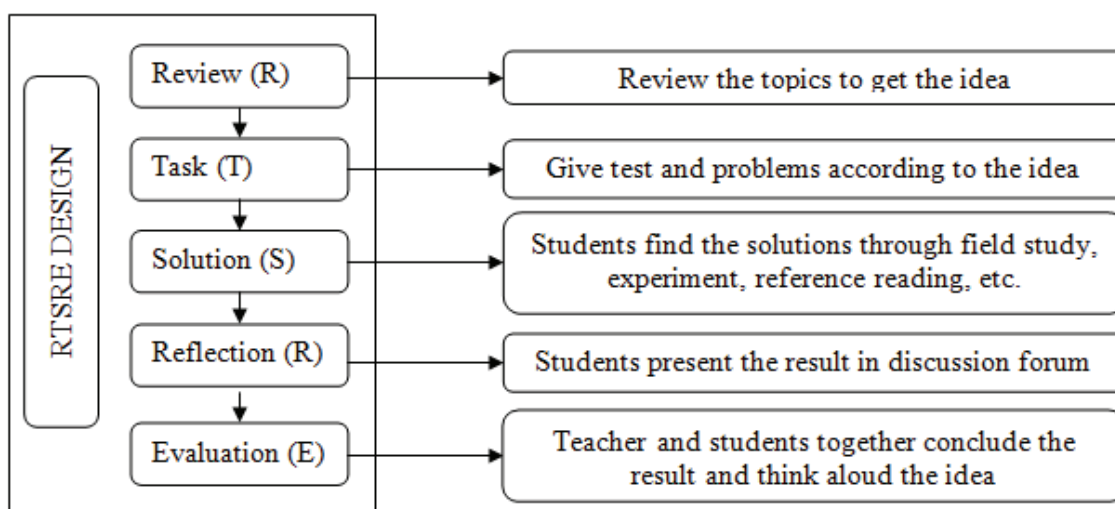 RTSRE DESIGN
Review (R)
Review the topics to get the idea
Task (T)
Give test and problems according to the idea
Solution (S)
Students find the solutions through field study,
experiment, reference reading, etc.
Reflection (R)
Students present the result in discussion forum
Evaluation (E)
Teacher and students together conclude the
result and think aloud the idea